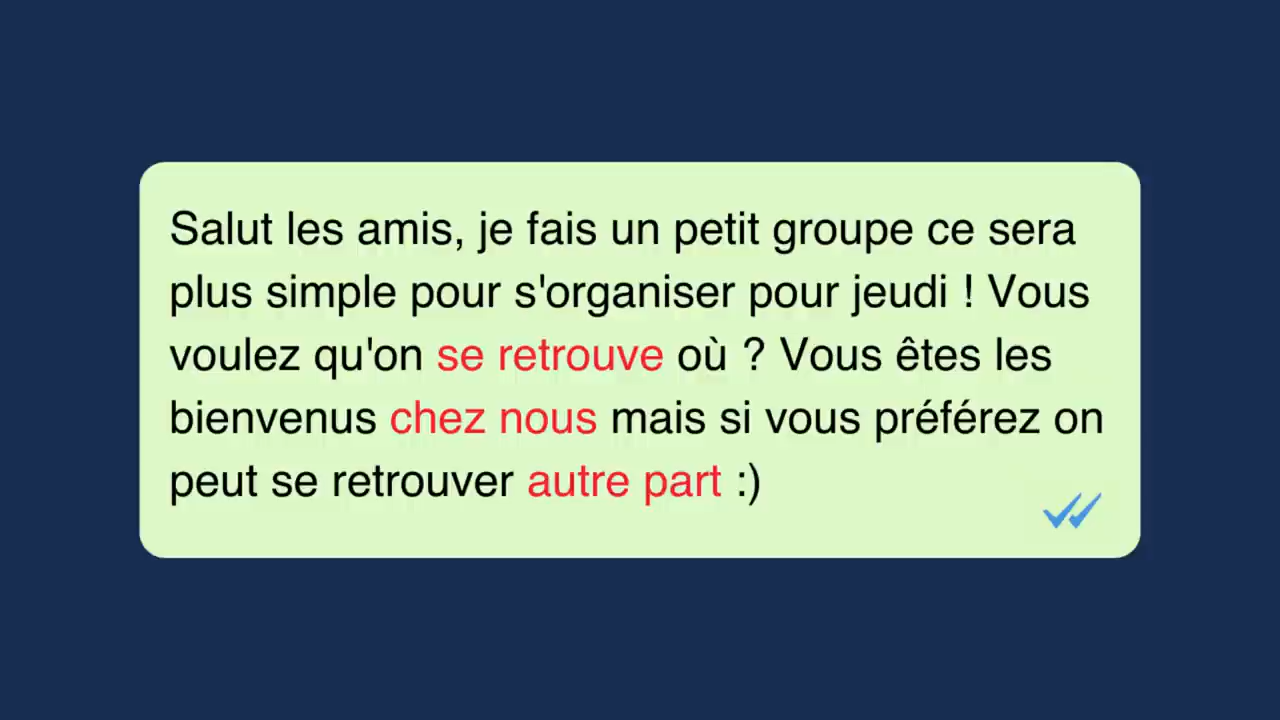 Salut les amis, je fais un petit groupe ce sera
plus simple pour s'organiser pour jeudi ! Vous
voulez qu'on se retrouve où ? Vous êtes les
bienvenus chez nous mais si vous préférez on
peut se retrouver autre part :)